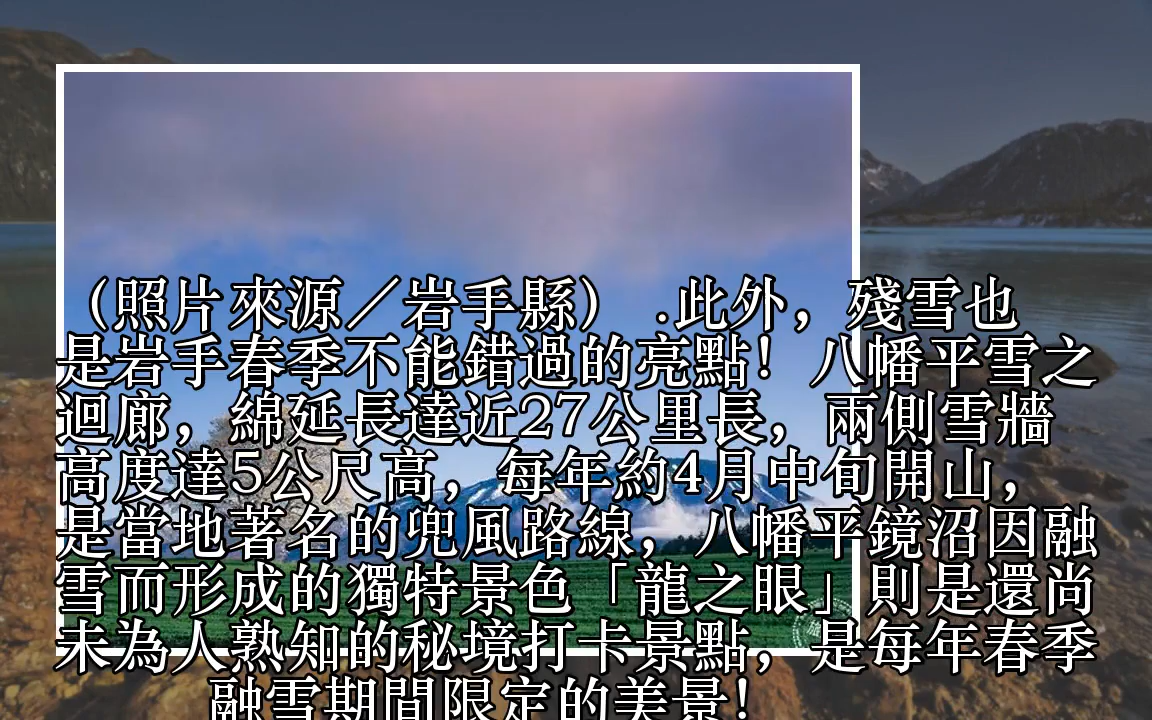 （照片來源／岩手縣） .此外，殘雪也
是岩手春季不能錯過的亮點！八幡平雪之
迴廊，綿延長達近27公里長，兩側雪牆
高度達5公尺高，每年約4月中旬開山，
是當地著名的兜風路線，八幡平鏡沼因融
雪而形成的獨特景色「龍之眼」則是還尚
未為人熟知的秘境打卡景點，是每年春季
融雪期間限定的美景！